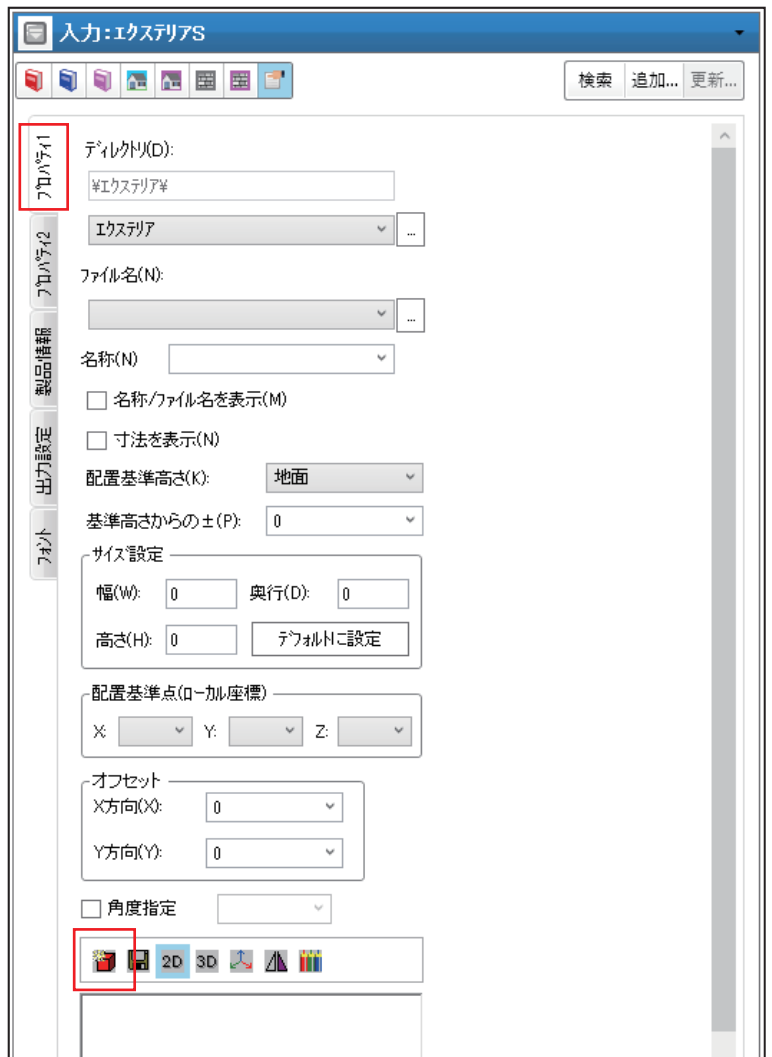 入力:エクステリアS
検索 追加... 更新...
プロパティ1
プロパティ2
製品情報
出力設定
フォント
ディレクトリ(D):
¥エクステリア¥
エクステリア ...
ファイル名(N):
...
名称(N)
名称/ファイル名を表示(M)
寸法を表示(N)
配置基準高さ(K): 地面
基準高さからの±(P): 0
サイズ設定
幅(W): 0 奥行(D): 0
高さ(H): 0 デフォルトに設定
配置基準点(ローカル座標)
X: Y: Z:
オフセット
X方向(X): 0
Y方向(Y): 0
角度指定
2D 3D